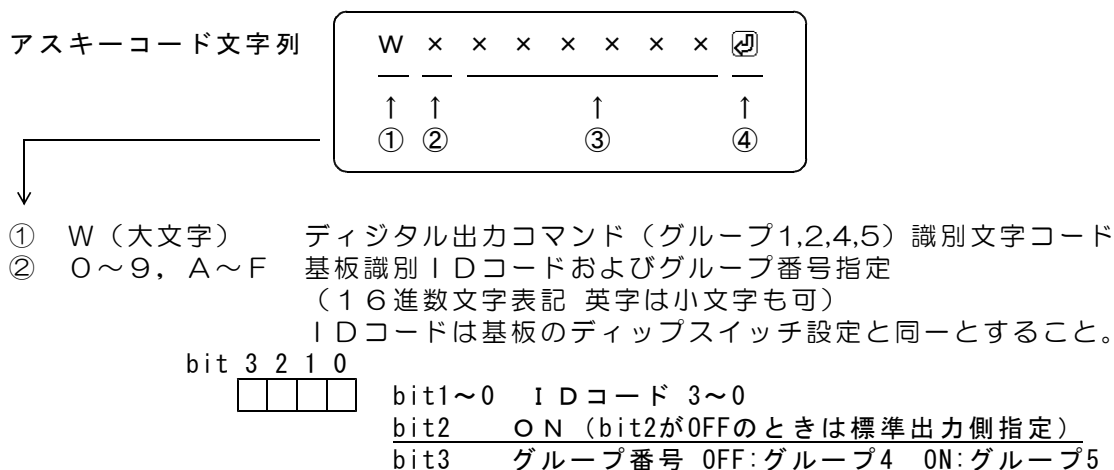 アスキーコード文字列 W × × × × × × × ⏎
↑ ↑ ↑ ↑
① ② ③ ④
① W（大文字） ディジタル出力コマンド（グループ1,2,4,5）識別文字コード
② ０～９，Ａ～Ｆ 基板識別ＩＤコードおよびグループ番号指定
（１６進数文字表記 英字は小文字も可）
ＩＤコードは基板のディップスイッチ設定と同一とすること。
bit 3 2 1 0
bit1～0 ＩＤコード 3～0
bit2 ＯＮ（bit2がOFFのときは標準出力側指定）
bit3 グループ番号 OFF:グループ4 ON:グループ5